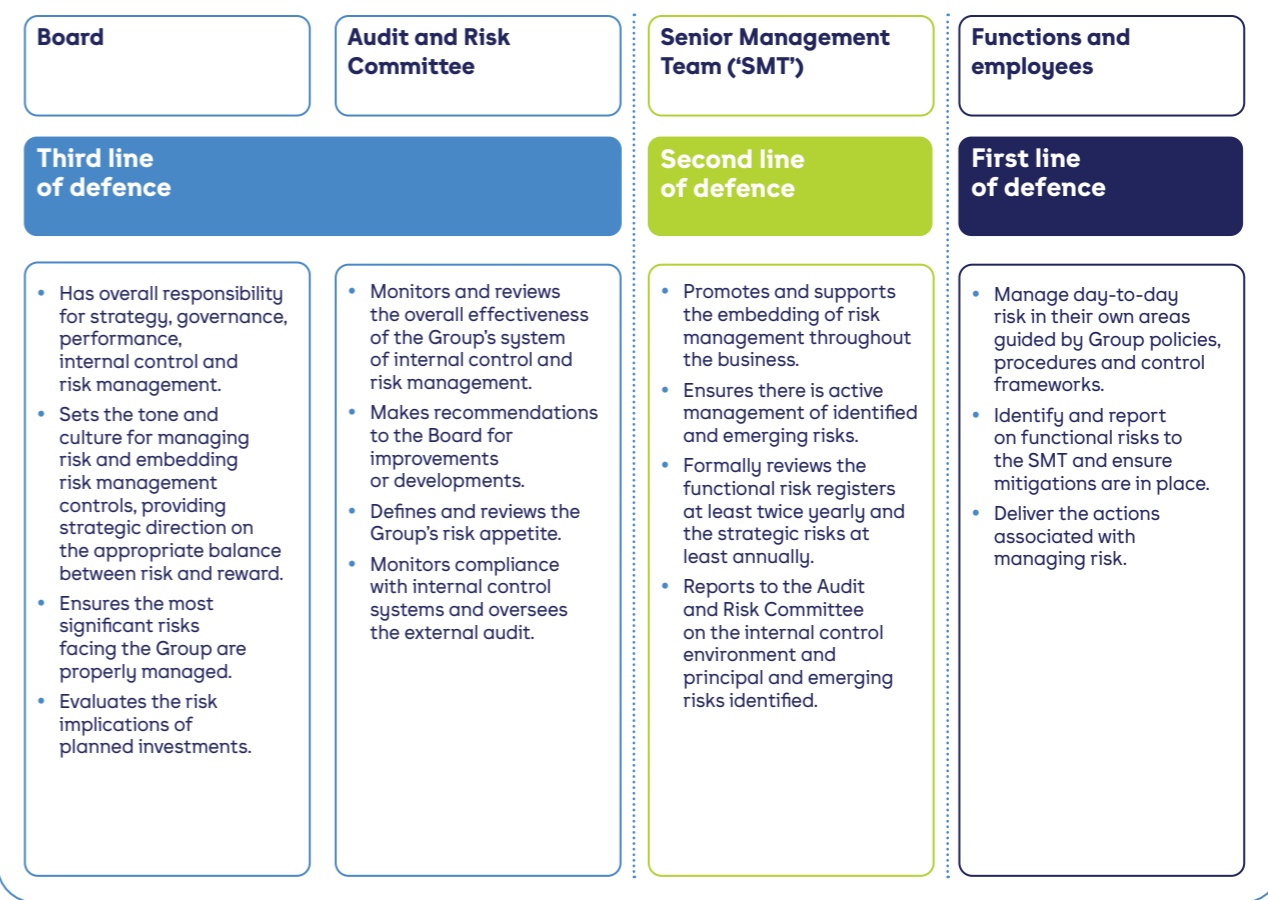 Board
Audit and Risk
Committee
Senior Management
Team (‘SMT’)
Functions and
employees
Third line
of defence
Second line
of defence
First line
of defence
• Has overall responsibility
for strategy, governance,
performance,
internal control and
risk management.
• Sets the tone and
culture for managing
risk and embedding
risk management
controls, providing
strategic direction on
the appropriate balance
between risk and reward.
• Ensures the most
significant risks
facing the Group are
properly managed.
• Evaluates the risk
implications of
planned investments.
• Monitors and reviews
the overall effectiveness
of the Group’s system
of internal control and
risk management.
• Makes recommendations
to the Board for
improvements
or developments.
• Defines and reviews the
Group’s risk appetite.
• Monitors compliance
with internal control
systems and oversees
the external audit.
• Promotes and supports
the embedding of risk
management throughout
the business.
• Ensures there is active
management of identified
and emerging risks.
• Formally reviews the
functional risk registers
at least twice yearly and
the strategic risks at
least annually.
• Reports to the Audit
and Risk Committee
on the internal control
environment and
principal and emerging
risks identified.
• Manage day-to-day
risk in their own areas
guided by Group policies,
procedures and control
frameworks.
• Identify and report
on functional risks to
the SMT and ensure
mitigations are in place.
• Deliver the actions
associated with
managing risk.